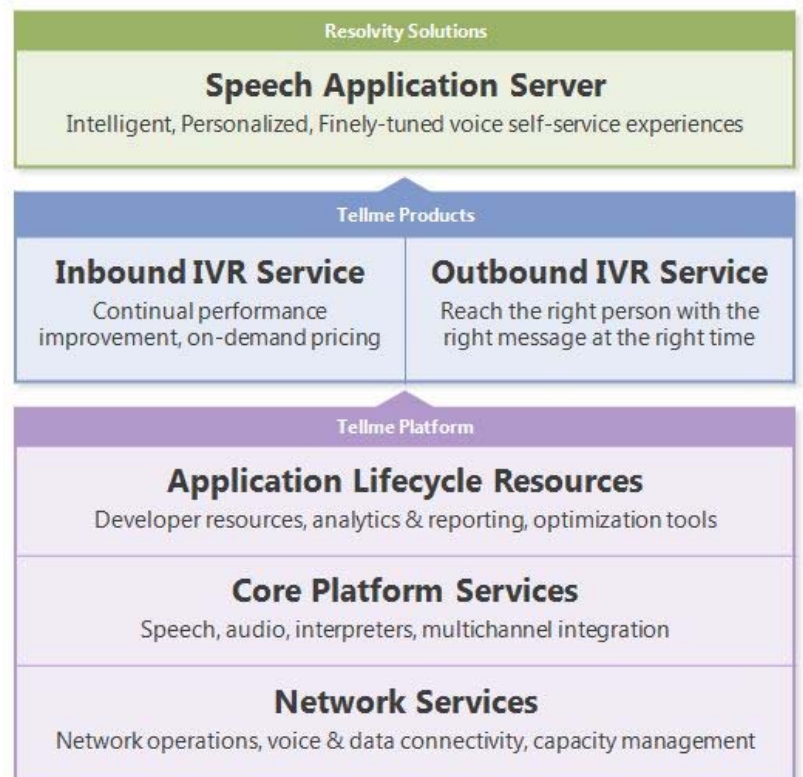 Resolvity Solutions
Speech Application Server
Intelligent, Personalized, Finely-tuned voice self-service experiences
Tellme Products
Inbound IVR Service
Continual performance
improvement, on-demand pricing
Outbound IVR Service
Reach the right person with the
right message at the right time
Tellme Platform
Application Lifecycle Resources
Developer resources, analytics & reporting, optimization tools
Core Platform Services
Speech, audio, interpreters, multichannel integration
Network Services
Network operations, voice & data connectivity, capacity management